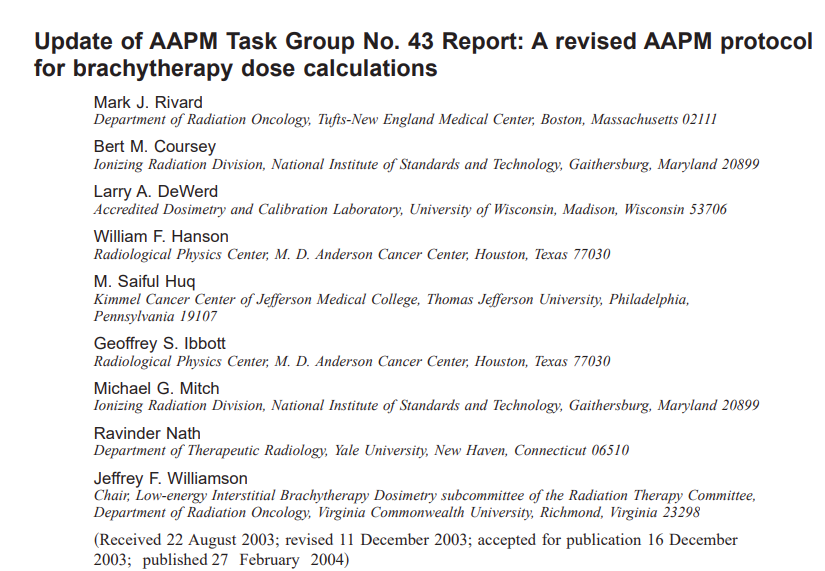 Update of AAPM Task Group No. 43 Report: A revised AAPM protocol
for brachytherapy dose calculations
Mark J. Rivard
Department of Radiation Oncology, Tufts-New England Medical Center, Boston, Massachusetts 02111
Bert M. Coursey
Ionizing Radiation Division, National Institute of Standards and Technology, Gaithersburg, Maryland 20899
Larry A. DeWerd
Accredited Dosimetry and Calibration Laboratory, University of Wisconsin, Madison, Wisconsin 53706
William F. Hanson
Radiological Physics Center, M. D. Anderson Cancer Center, Houston, Texas 77030
M. Saiful Huq
Kimmel Cancer Center of Jefferson Medical College, Thomas Jefferson University, Philadelphia,
Pennsylvania 19107
Geoffrey S. Ibbott
Radiological Physics Center, M. D. Anderson Cancer Center, Houston, Texas 77030
Michael G. Mitch
Ionizing Radiation Division, National Institute of Standards and Technology, Gaithersburg, Maryland 20899
Ravinder Nath
Department of Therapeutic Radiology, Yale University, New Haven, Connecticut 06510
Jeffrey F. Williamson
Chair, Low-energy Interstitial Brachytherapy Dosimetry subcommittee of the Radiation Therapy Committee,
Department of Radiation Oncology, Virginia Commonwealth University, Richmond, Virginia 23298
(Received 22 August 2003; revised 11 December 2003; accepted for publication 16 December
2003; published 27 February 2004)